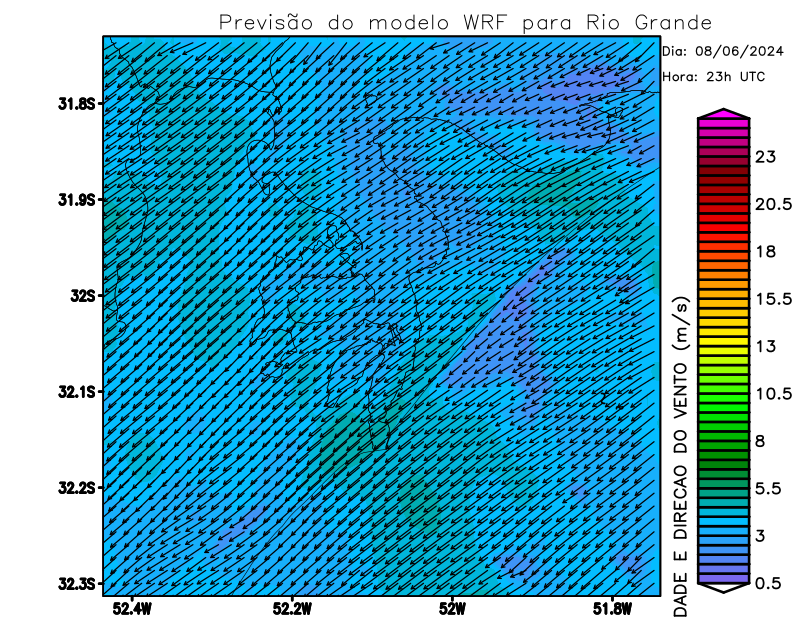 Previsão do modelo WRF para Rio Grande
Dia: 08/06/2024
Hora: 23h UTC
31.8S
31.9S
32S
32.1S
32.2S
32.3S
52.4W
52.2W
52W
51.8W
23
20.5
18
15.5
13
10.5
8
5.5
3
0.5
DADE E DIRECAO DO VENTO (m/s)